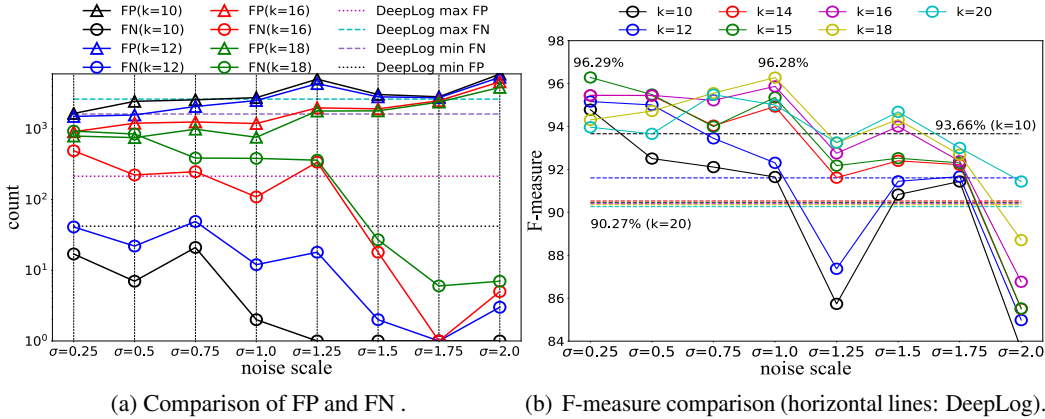 FP(k=10) FP(k=16) DeepLog max FP
FN(k=10) FN(k=16) DeepLog max FN
FP(k=12) FP(k=18) DeepLog min FN
FN(k=12) FN(k=18) DeepLog min FP
count
10³
10²
10¹
10⁰
σ=0.25 σ=0.5 σ=0.75 σ=1.0 σ=1.25 σ=1.5 σ=1.75 σ=2.0
noise scale
(a) Comparison of FP and FN .
k=10 k=14 k=16 k=20
k=12 k=15 k=18
F-measure
98
96
94
92
90
88
86
84
96.29%
96.28%
93.66% (k=10)
90.27% (k=20)
σ=0.25 σ=0.5 σ=0.75 σ=1.0 σ=1.25 σ=1.5 σ=1.75 σ=2.0
noise scale
(b) F-measure comparison (horizontal lines: DeepLog).